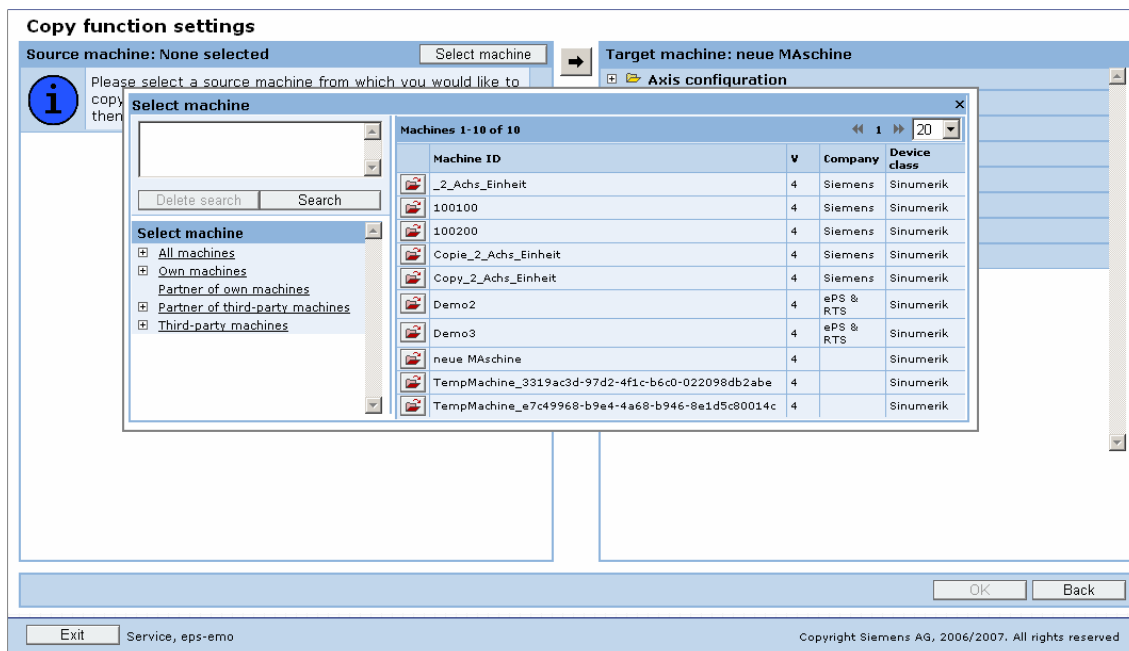 Copy function settings
Source machine: None selected
Select machine
Target machine: neue MAschine
Please select a source machine from which you would like to
copy
then
Axis configuration
Select machine
Delete search
Search
Select machine
All machines
Own machines
Partner of own machines
Partner of third-party machines
Third-party machines
Machines 1-10 of 10
1
20
Machine ID V Company Device class
_2_Achs_Einheit 4 Siemens Sinumerik
100100 4 Siemens Sinumerik
100200 4 Siemens Sinumerik
Copie_2_Achs_Einheit 4 Siemens Sinumerik
Copy_2_Achs_Einheit 4 Siemens Sinumerik
Demo2 4 ePS & RTS Sinumerik
Demo3 4 ePS & RTS Sinumerik
neue MAschine 4 Sinumerik
TempMachine_3319ac3d-97d2-4f1c-b6c0-022098db2abe 4 Sinumerik
TempMachine_e7c49968-b9e4-4a68-b946-8e1d5c80014c 4 Sinumerik
OK
Back
Exit
Service, eps-emo
Copyright Siemens AG, 2006/2007. All rights reserved